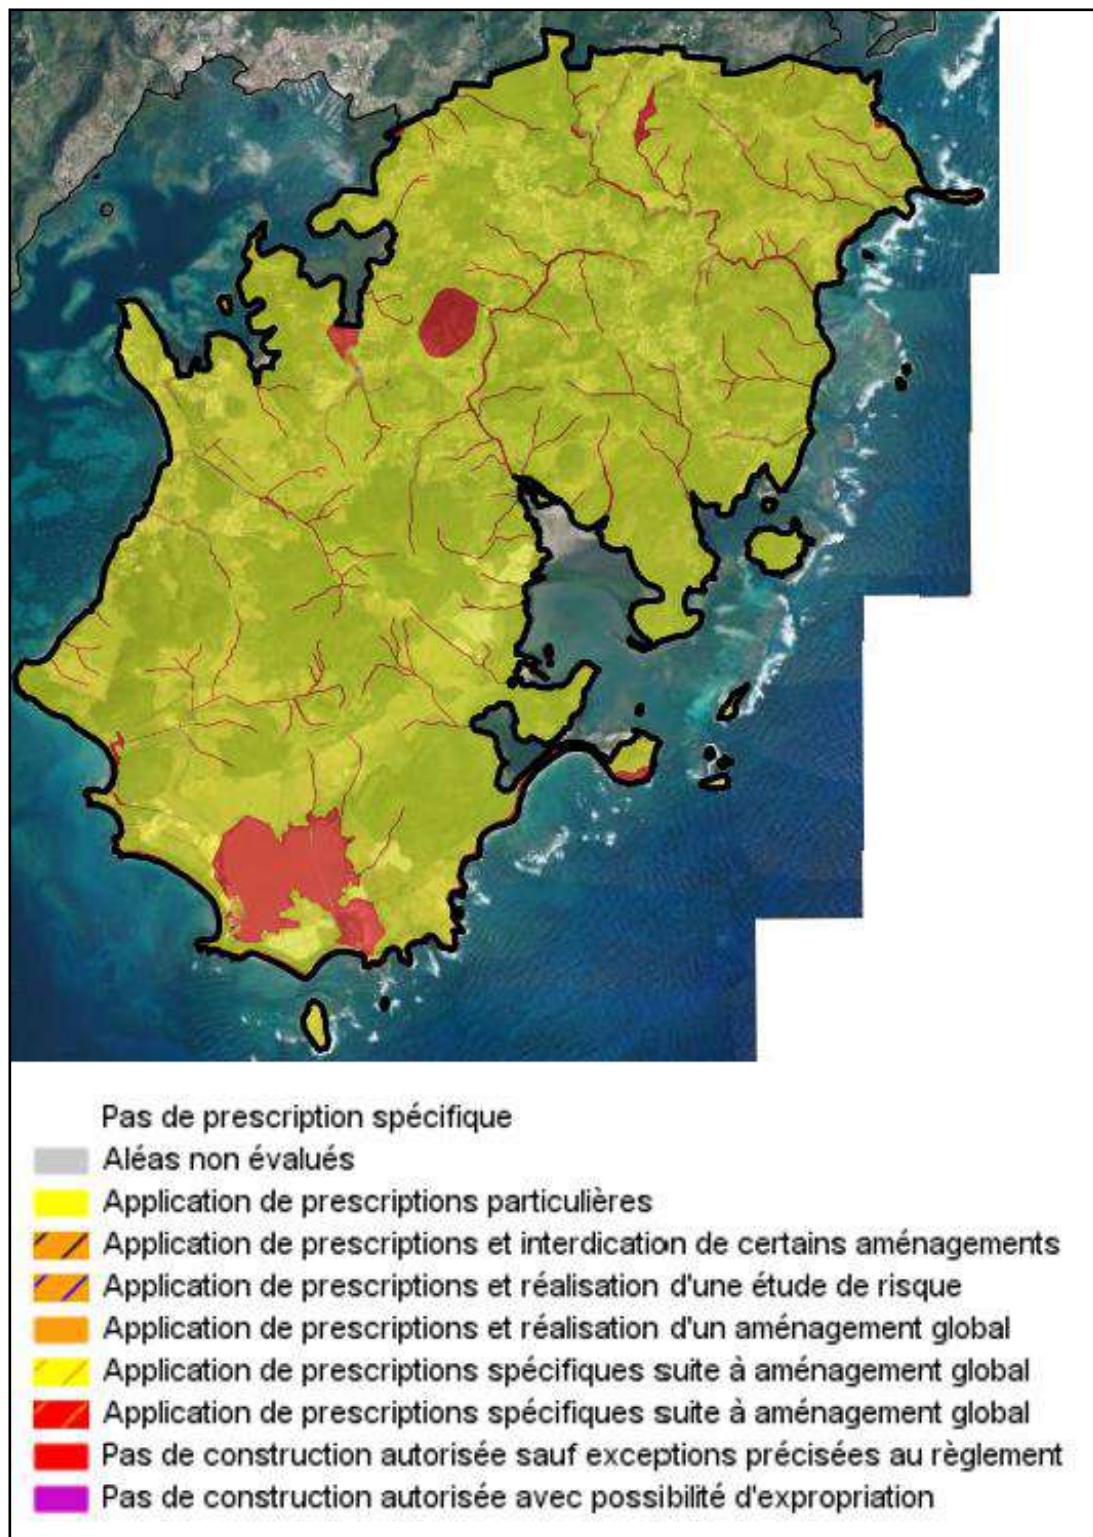 Pas de prescription spécifique
Aléas non évalués
Application de prescriptions particulières
Application de prescriptions et interdication de certains aménagements
Application de prescriptions et réalisation d'une étude de risque
Application de prescriptions et réalisation d'un aménagement global
Application de prescriptions spécifiques suite à aménagement global
Application de prescriptions spécifiques suite à aménagement global
Pas de construction autorisée sauf exceptions précisées au règlement
Pas de construction autorisée avec possibilité d'expropriation